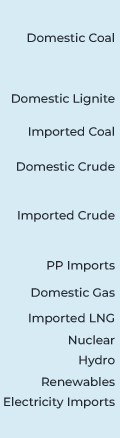 Domestic Coal
Domestic Lignite
Imported Coal
Domestic Crude
Imported Crude
PP Imports
Domestic Gas
Imported LNG
Nuclear
Hydro
Renewables
Electricity Imports